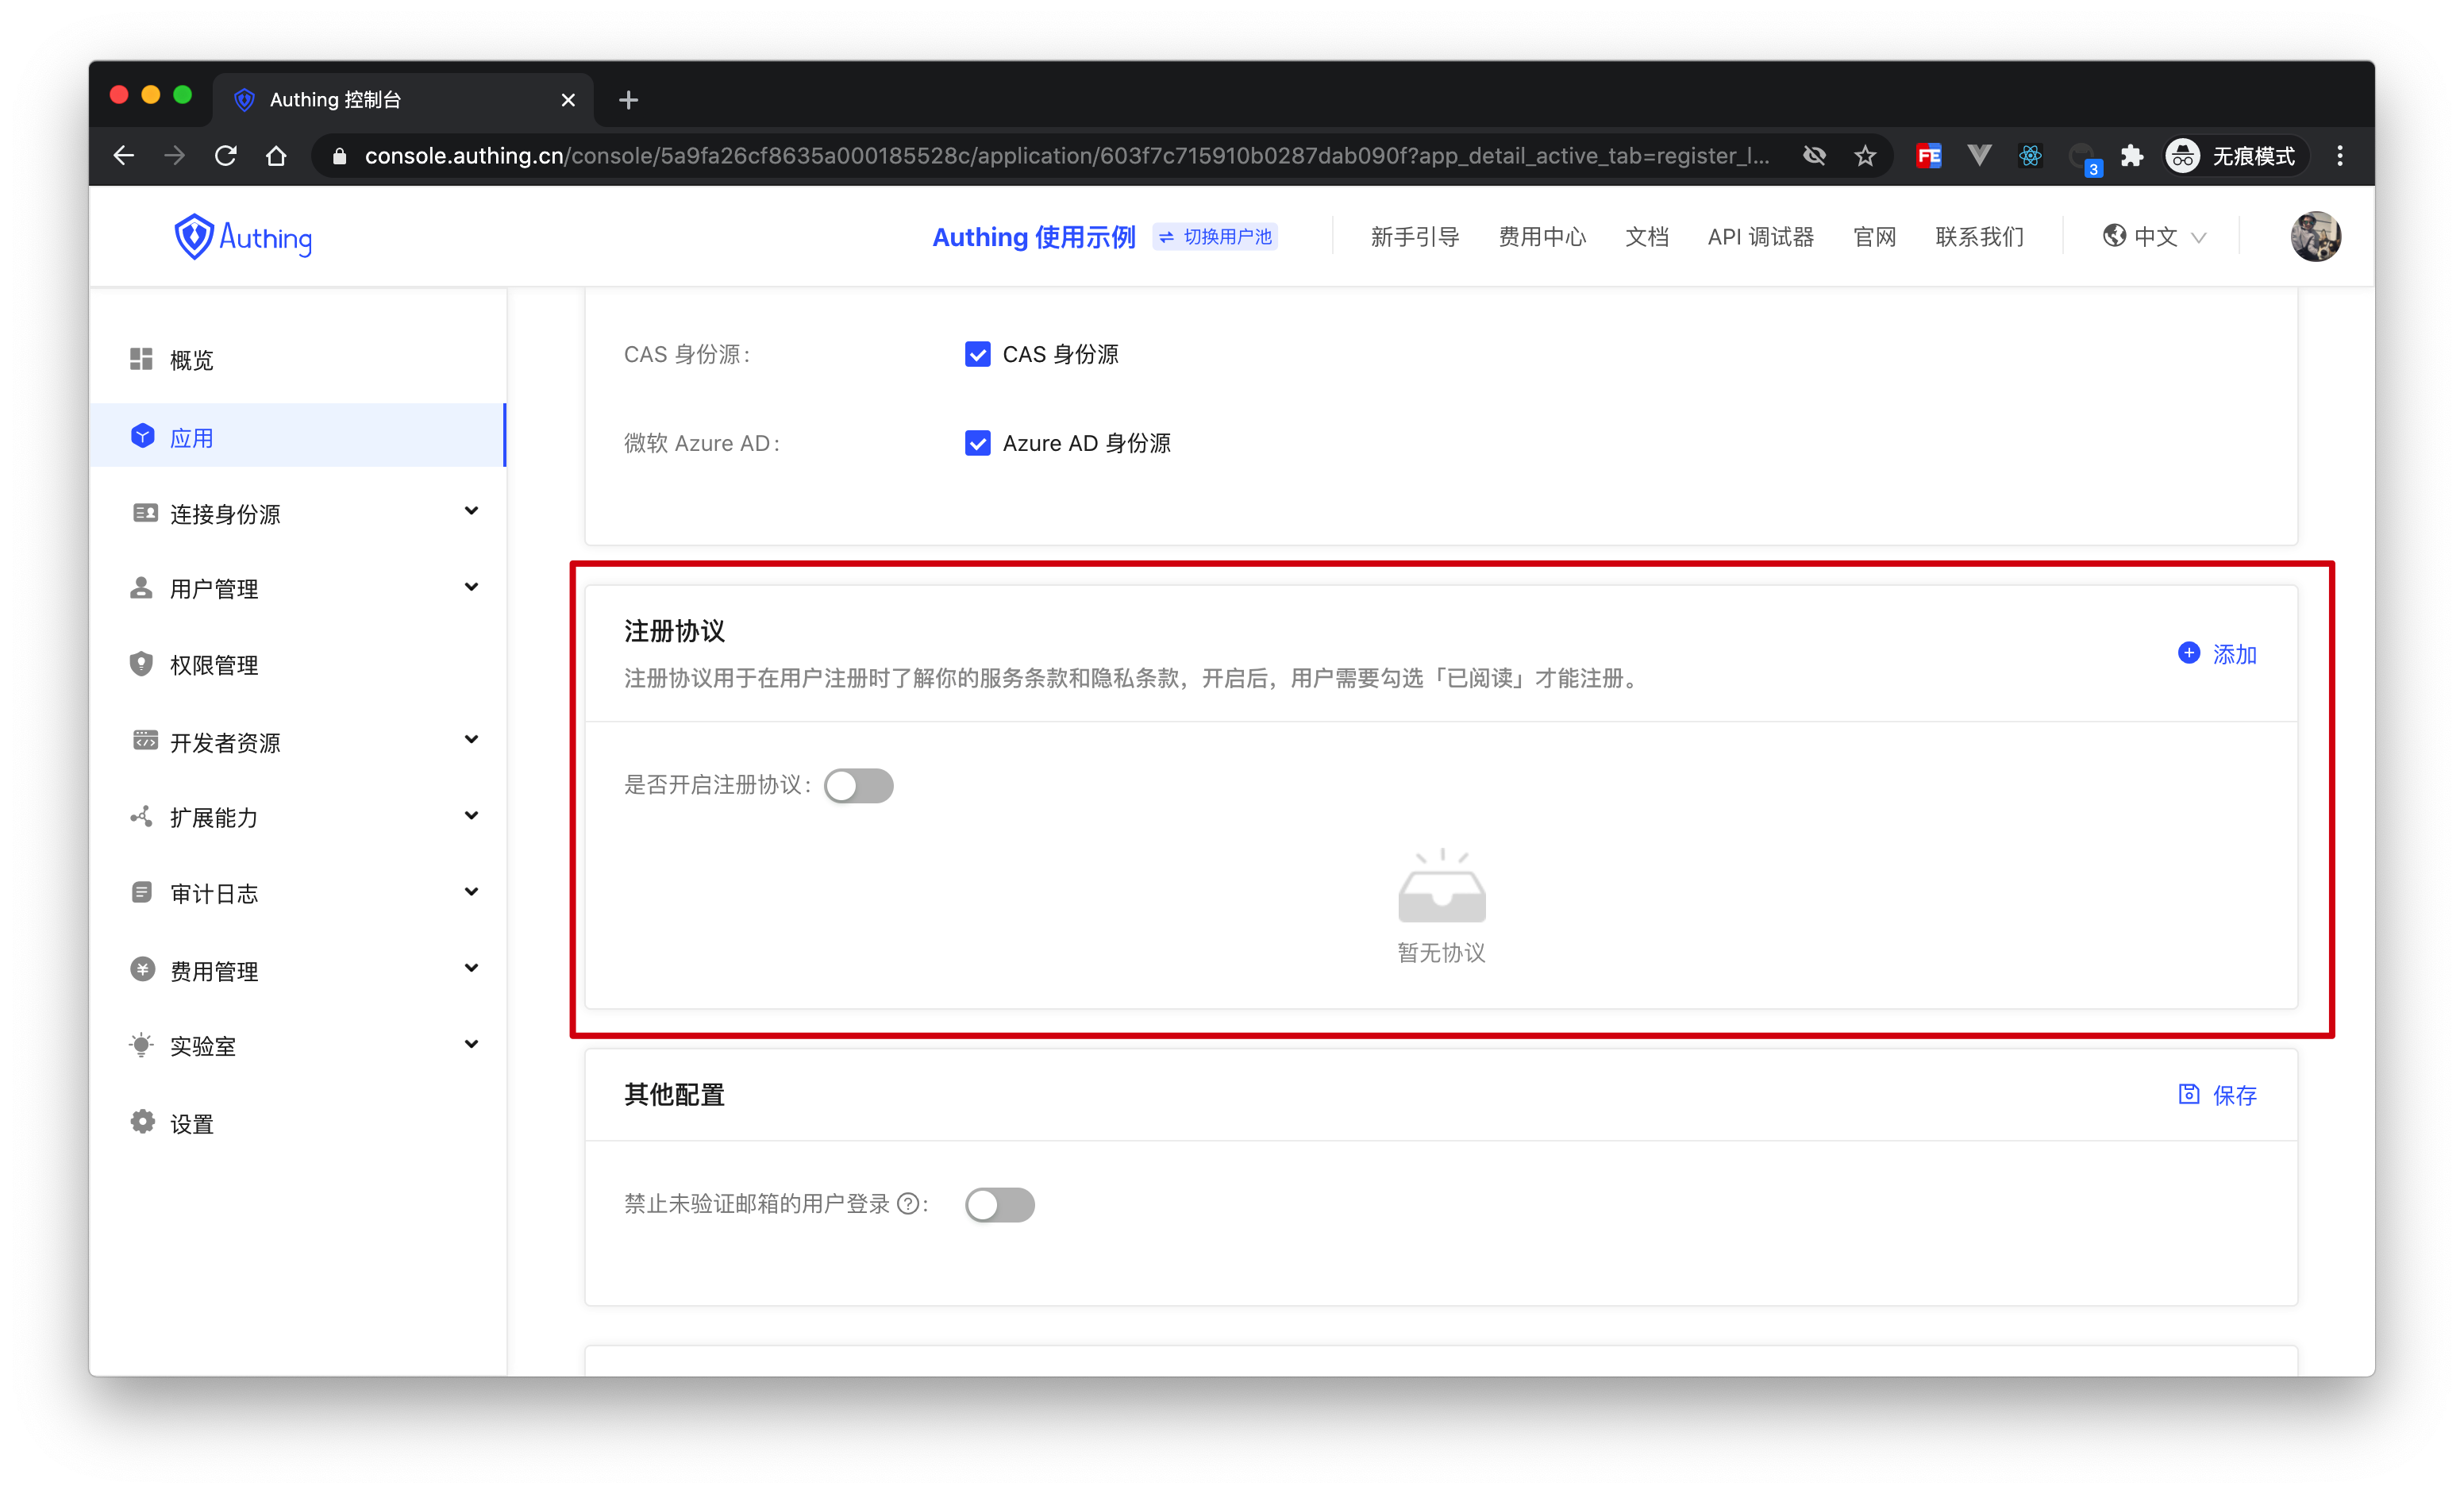 Authing 控制台
console.authing.cn/console/5a9fa26cf8635a000185528c/application/603f7c715910b0287dab090f?app_detail_active_tab=register_l...
FE
3
无痕模式
Authing
Authing 使用示例
切换用户池
新手引导
费用中心
文档
API 调试器
官网
联系我们
中文
概览
应用
连接身份源
用户管理
权限管理
开发者资源
扩展能力
审计日志
费用管理
实验室
设置
CAS 身份源:
CAS 身份源
微软 Azure AD:
Azure AD 身份源
注册协议
注册协议用于在用户注册时了解你的服务条款和隐私条款，开启后，用户需要勾选「已阅读」才能注册。
添加
是否开启注册协议:
暂无协议
其他配置
保存
禁止未验证邮箱的用户登录 ? :